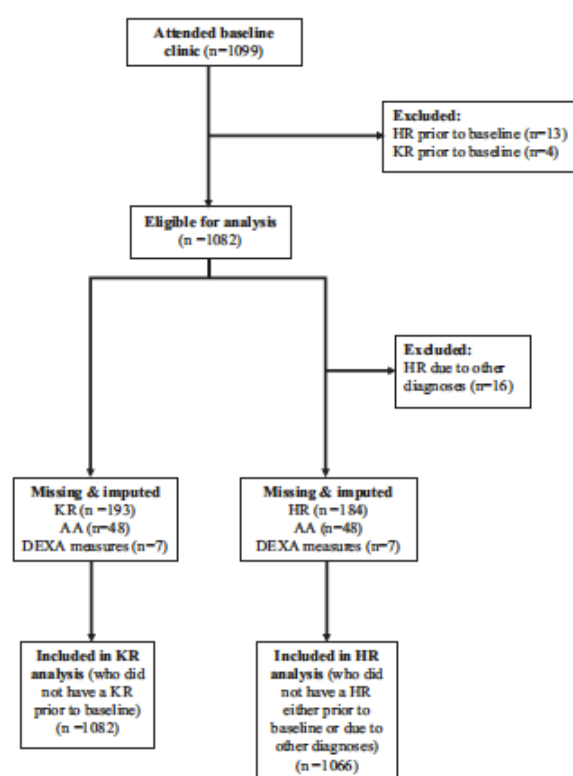 Attended baseline
clinic (n=1099)
Excluded:
HR prior to baseline (n=13)
KR prior to baseline (n=4)
Eligible for analysis
(n =1082)
Excluded:
HR due to other
diagnoses (n=16)
Missing & imputed
KR (n =193)
AA (n=48)
DEXA measures (n=7)
Missing & imputed
HR (n =184)
AA (n=48)
DEXA measures (n=7)
Included in KR
analysis (who did
not have a KR
prior to baseline)
(n =1082)
Included in HR
analysis (who did
not have a HR
either prior to
baseline or due to
other diagnoses)
(n =1066)